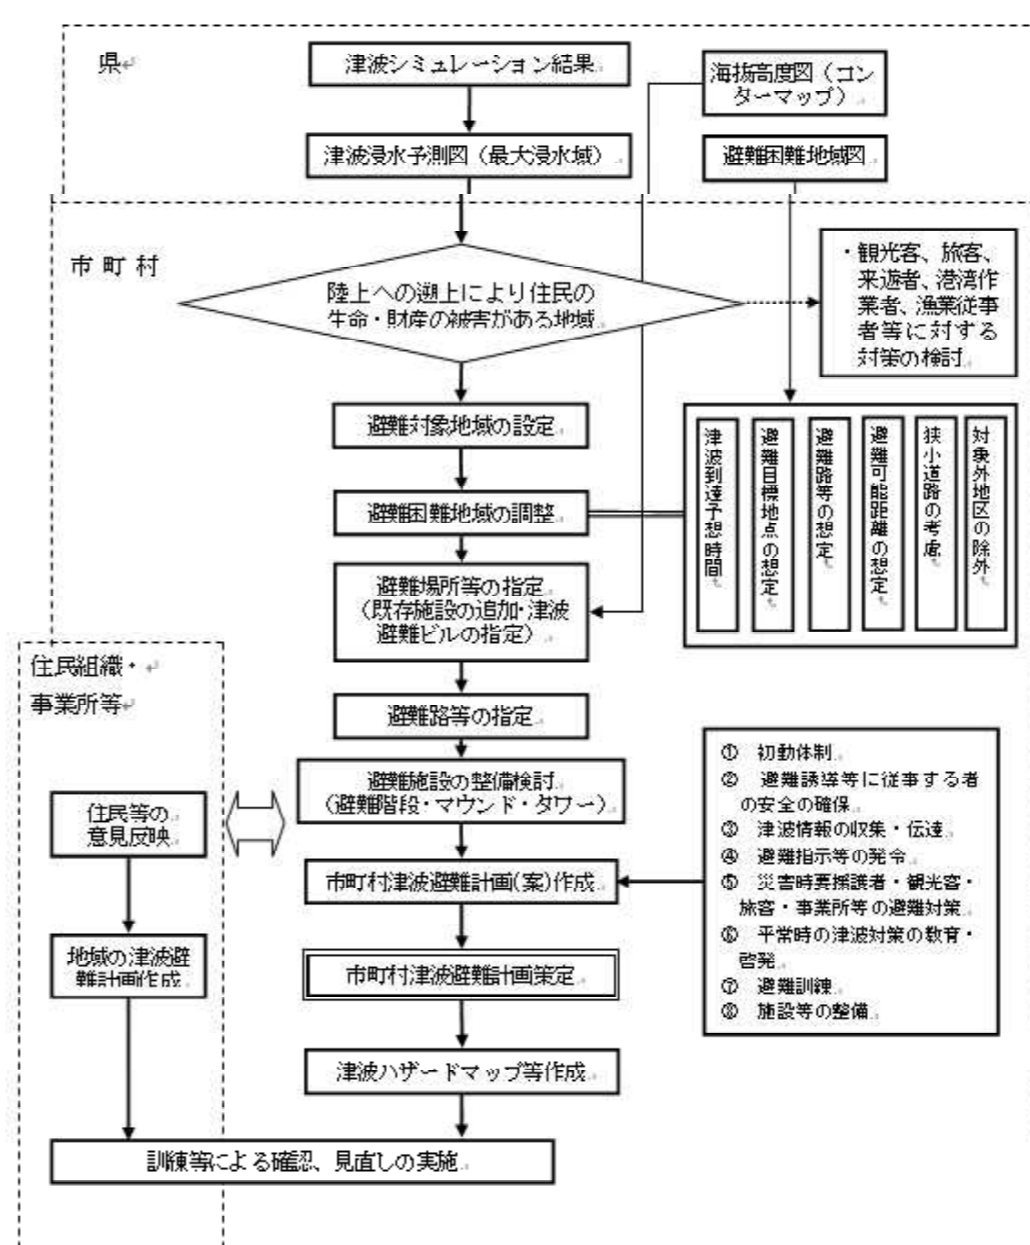 県
津波シミュレーション結果
海抜高度図（コン
ターマップ）
津波浸水予測図（最大浸水域）
避難困難地域図
市町村
陸上への遡上により住民の
生命・財産の被害がある地域
・観光客、旅客、
来遊者、港湾作
業者、漁業従事
者等に対する
対策の検討
避難対象地域の設定
避難困難地域の調整
津波到達予想時間
避難目標地点の想定
避難路等の想定
避難可能距離の想定
狭小道路の考慮
対象外地区の除外
避難場所等の指定
（既存施設の追加・津波
避難ビルの指定）
住民組織・
事業所等
避難路等の指定
避難施設の整備検討
（避難階段・マウンド・タワー）
住民等の
意見反映
市町村津波避難計画(案)作成
① 初動体制
② 避難誘導等に従事する者
の安全の確保
③ 津波情報の収集・伝達
④ 避難指示等の発令
⑤ 災害時要援護者・観光客・
旅客・事業所等の避難対策
⑥ 平常時の津波対策の教育・
啓発
⑦ 避難訓練
⑧ 施設等の整備
地域の津波避
難計画作成
市町村津波避難計画策定
津波ハザードマップ等作成
訓練等による確認、見直しの実施